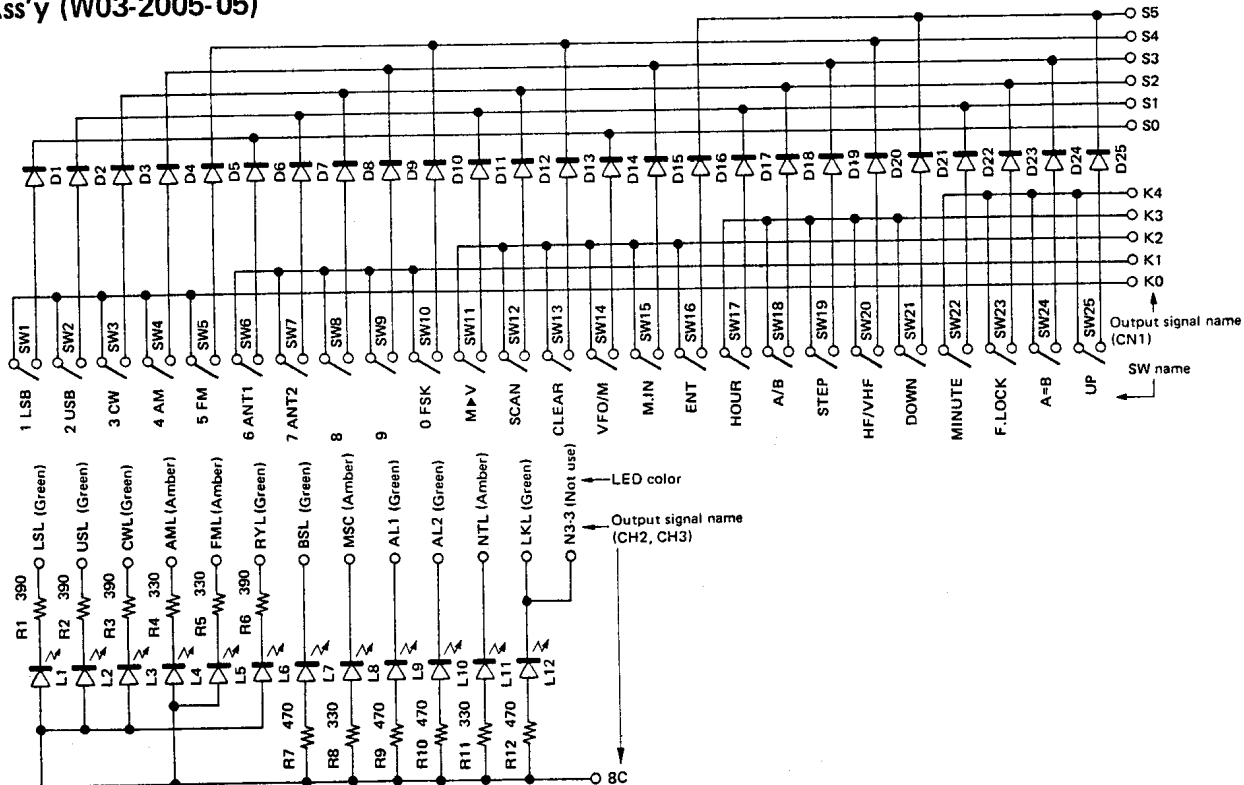 Ass'y (W03-2005-05)
S5
S4
S3
S2
S1
S0
D1 D2 D3 D4 D5 D6 D7 D8 D9 D10 D11 D12 D13 D14 D15 D16 D17 D18 D19 D20 D21 D22 D23 D24 D25
K4
K3
K2
K1
K0
SW1 SW2 SW3 SW4 SW5 SW6 SW7 SW8 SW9 SW10 SW11 SW12 SW13 SW14 SW15 SW16 SW17 SW18 SW19 SW20 SW21 SW22 SW23 SW24 SW25
Output signal name
(CN1)
SW name
1 LSB
2 USB
3 CW
4 AM
5 FM
6 ANT1
7 ANT2
8
9
0 FSK
M▶V
SCAN
CLEAR
VFO/M
M.IN
ENT
HOUR
A/B
STEP
HF/VHF
DOWN
MINUTE
F.LOCK
A=B
UP
LSL (Green)
USL (Green)
CWL (Green)
AML (Amber)
FML (Amber)
RYL (Green)
BSL (Green)
MSC (Amber)
AL1 (Green)
AL2 (Green)
NTL (Amber)
LKL (Green)
N3-3 (Not use)
LED color
Output signal name
(CH2, CH3)
R1 390
R2 390
R3 390
R4 330
R5 330
R6 390
L1 L2 L3 L4 L5 L6 L7 L8 L9 L10 L11 L12
R7 470
R8 330
R9 470
R10 470
R11 330
R12 470
8C